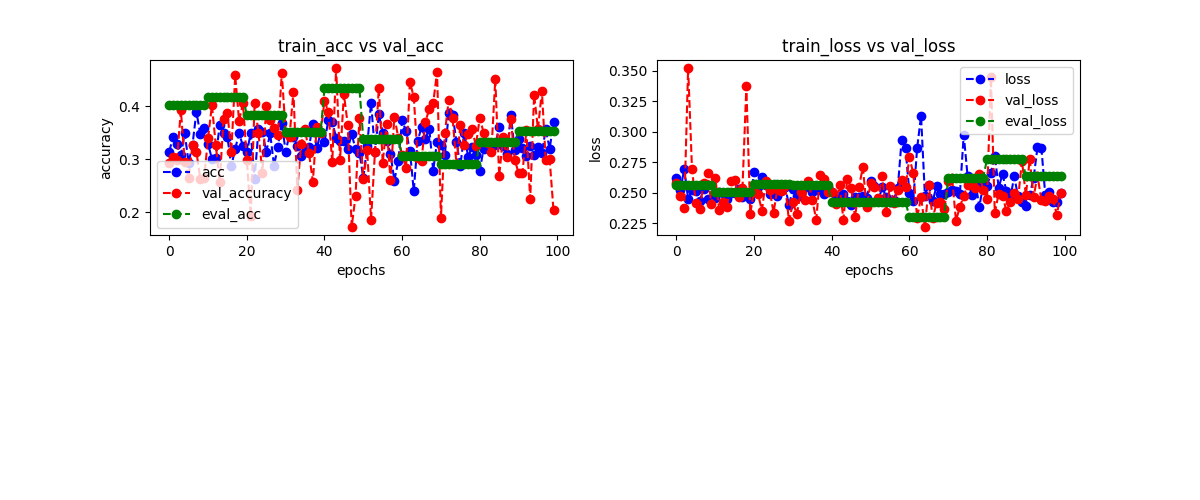 train_acc vs val_acc
accuracy
0.4
0.3
0.2
acc
val_accuracy
eval_acc
0 20 40 60 80 100
epochs
train_loss vs val_loss
loss
0.350
0.325
0.300
0.275
0.250
0.225
loss
val_loss
eval_loss
0 20 40 60 80 100
epochs